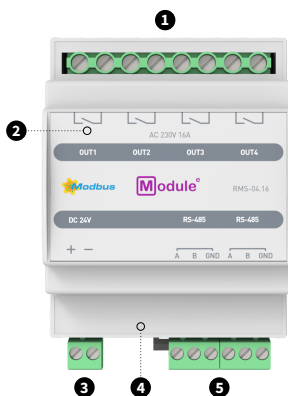 1
2
AC 230V 16A
OUT1 OUT2 OUT3 OUT4
Modbus Module e RMS-04.16
DC 24V RS-485 RS-485
+ − A B GND A B GND
3 4 5